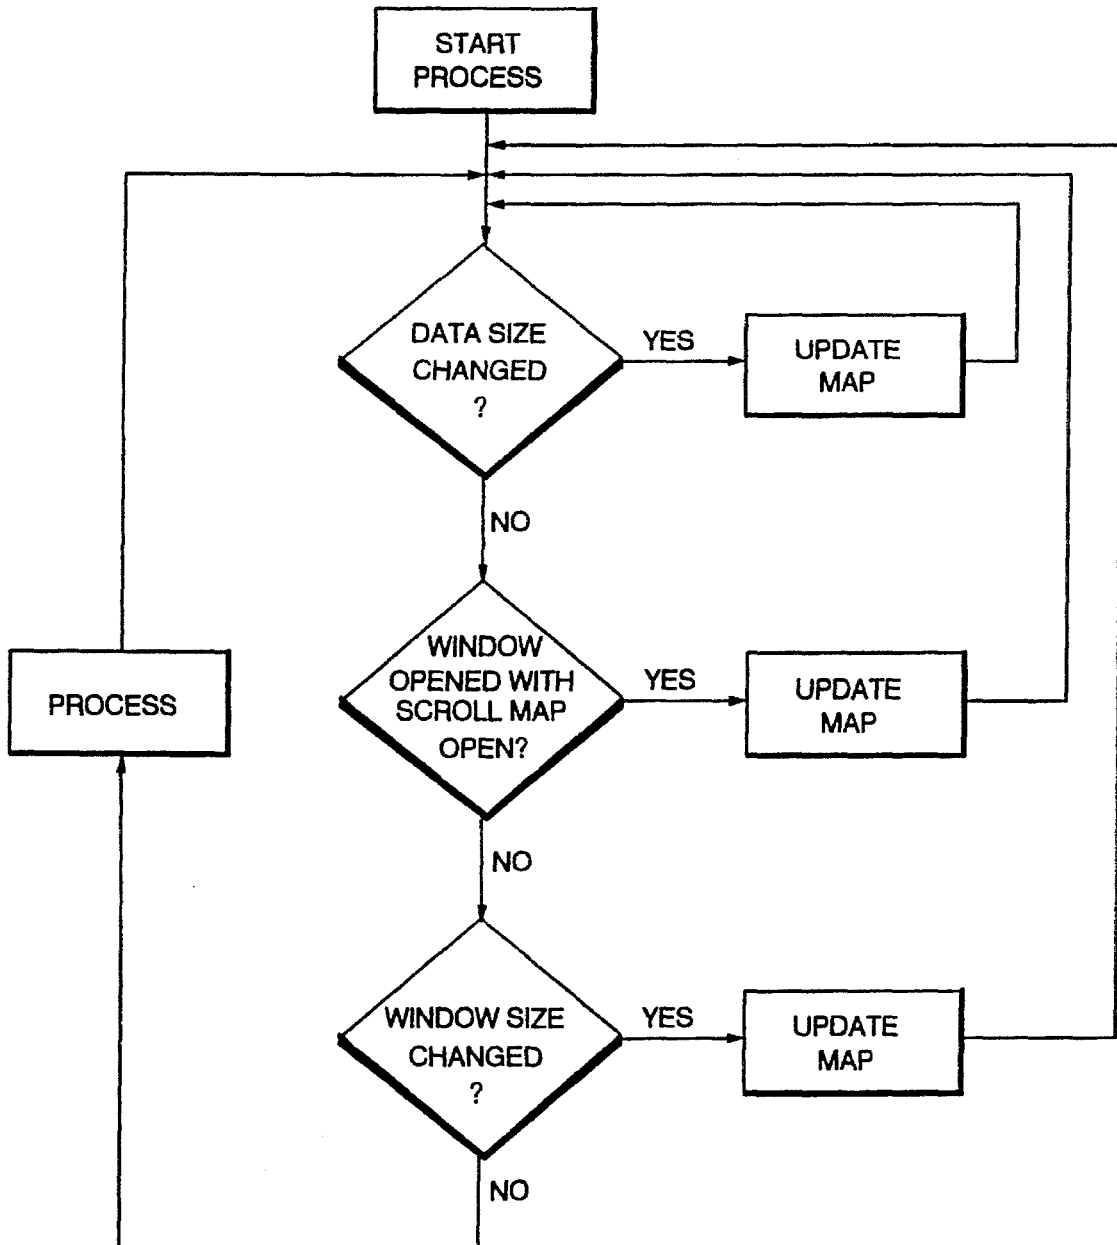 START
PROCESS
DATA SIZE
CHANGED
?
YES
UPDATE
MAP
NO
WINDOW
OPENED WITH
SCROLL MAP
OPEN?
YES
UPDATE
MAP
PROCESS
NO
WINDOW SIZE
CHANGED
?
YES
UPDATE
MAP
NO